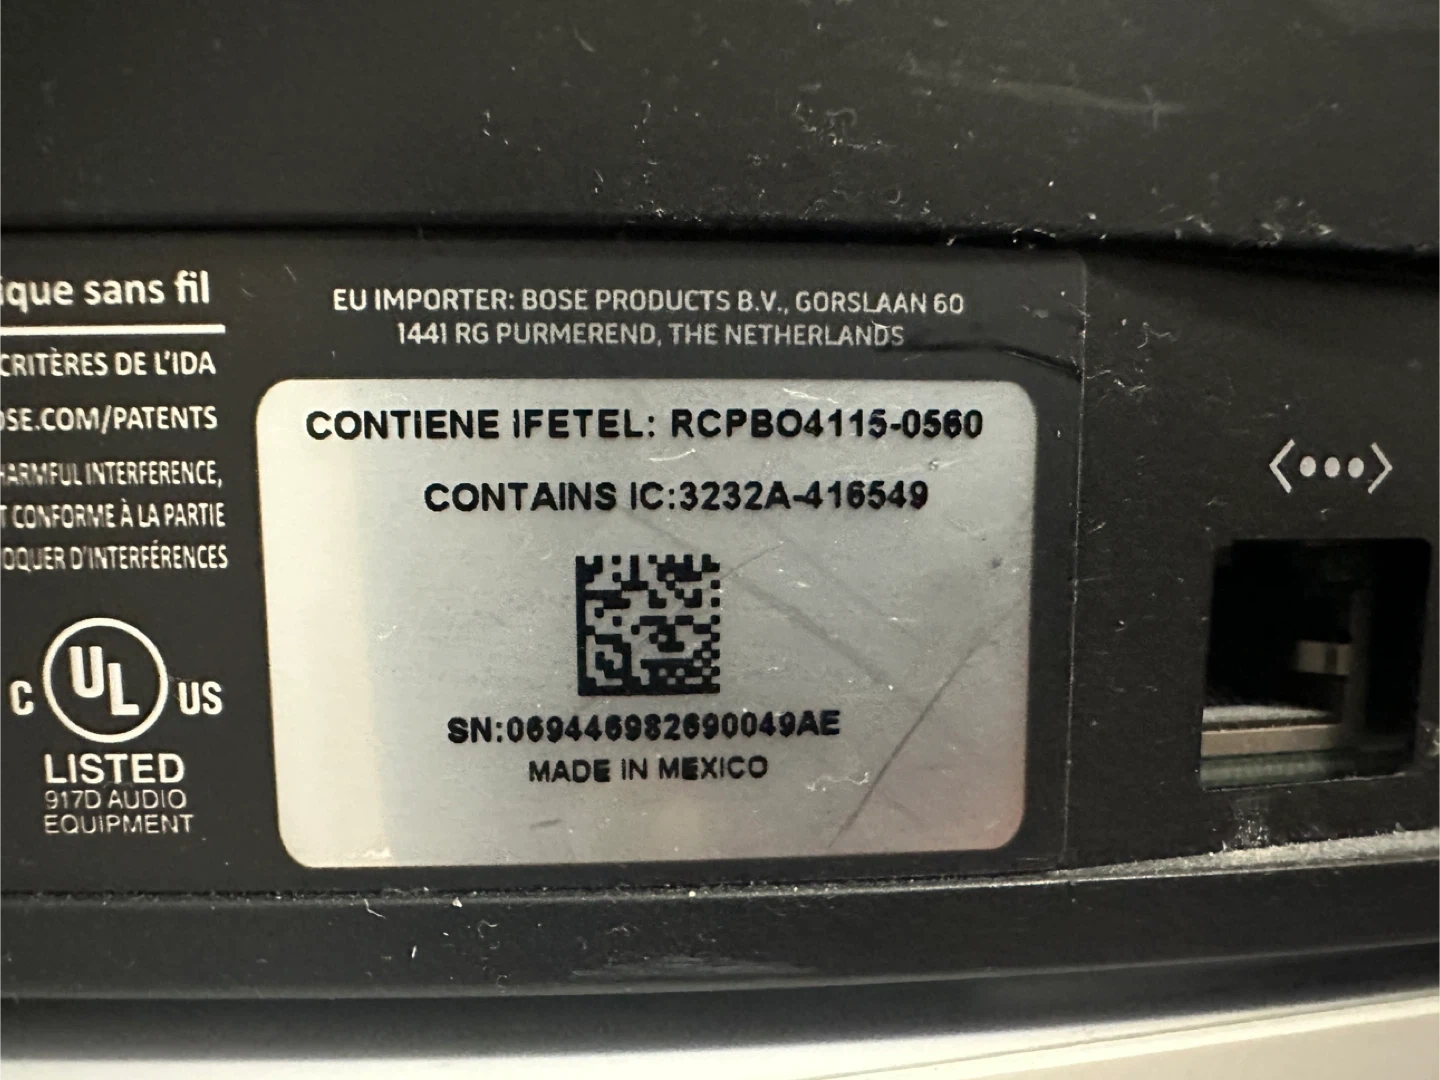 ique sans fil
CRITÈRES DE L'IDA
OSE.COM/PATENTS
HARMFUL INTERFERENCE,
T CONFORME À LA PARTIE
OQUER D'INTERFÉRENCES
C UL US
LISTED
917D AUDIO
EQUIPMENT
EU IMPORTER: BOSE PRODUCTS B.V., GORSLAAN 60
1441 RG PURMEREND, THE NETHERLANDS
CONTIENE IFETEL: RCPBO4115-0560
CONTAINS IC:3232A-416549
SN:069446982690049AE
MADE IN MEXICO